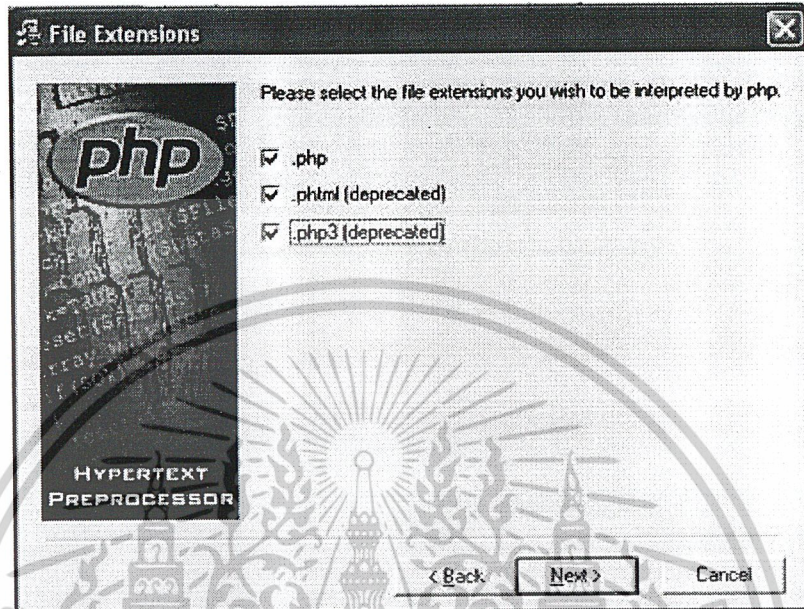 File Extensions
Please select the file extensions you wish to be interpreted by php.
php
.php
.phtml (deprecated)
.php3 (deprecated)
HYPERTEXT
PREPROCESSOR
< Back
Next >
Cancel